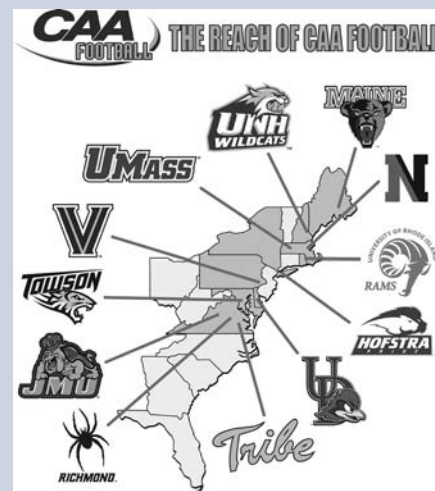 CAA
FOOTBALL
THE REACH OF CAA FOOTBALL
MAINE
UNH
WILDCATS
UMASS
N
V
UNIVERSITY OF RHODE ISLAND
RAMS
TOWSON
HOFSTRA
PRIDE
JMU
UD
Tribe
RICHMOND